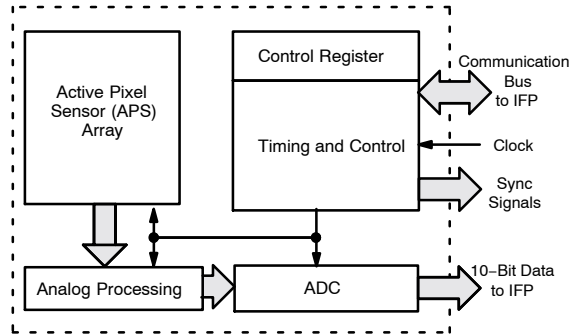 Active Pixel
Sensor (APS)
Array
Control Register
Timing and Control
Communication
Bus
to IFP
Clock
Sync
Signals
Analog Processing
ADC
10−Bit Data
to IFP